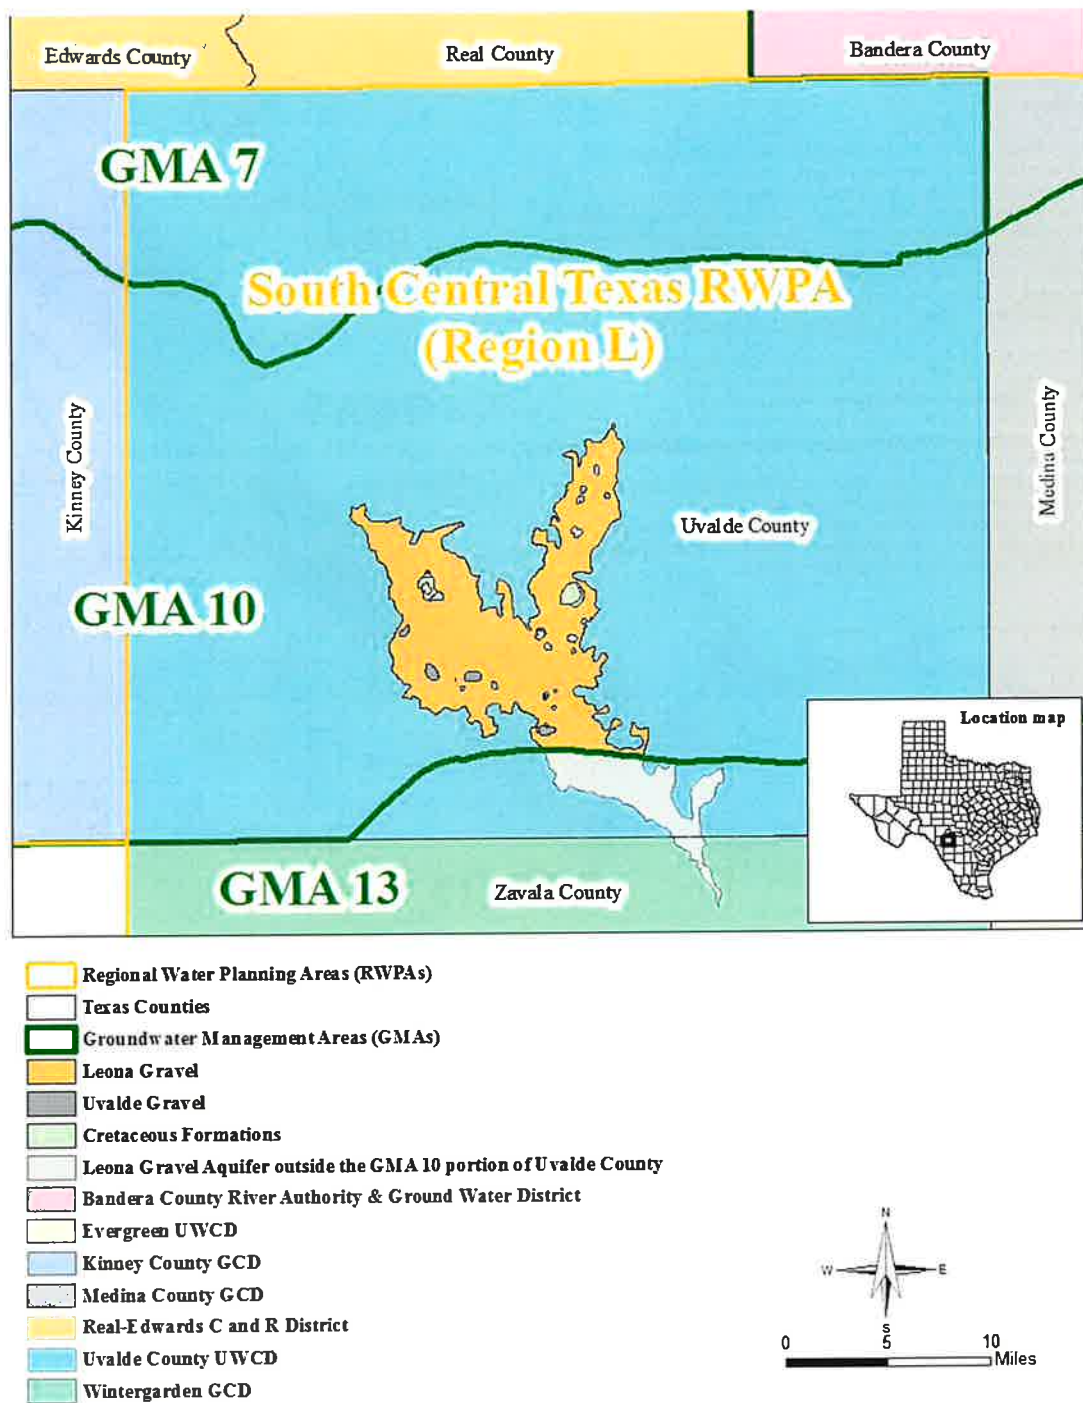 Edwards County
Real County
Bandera County
GMA 7
South Central Texas RWPA
(Region L)
Kinney County
Medina County
Uvalde County
GMA 10
Location map
GMA 13
Zavala County
Regional Water Planning Areas (RWPAs)
Texas Counties
Groundwater Management Areas (GMAs)
Leona Gravel
Uvalde Gravel
Cretaceous Formations
Leona Gravel Aquifer outside the GMA 10 portion of Uvalde County
Bandera County River Authority & Ground Water District
Evergreen UWCD
Kinney County GCD
Medina County GCD
Real-Edwards C and R District
Uvalde County UWCD
Wintergarden GCD
N
W E
S
0 5 10
Miles